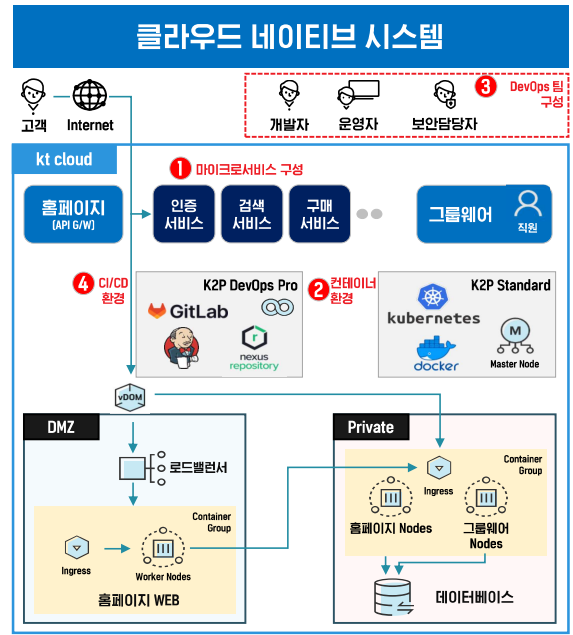 클라우드 네이티브 시스템
고객
Internet
개발자
운영자
보안담당자
3
DevOps 팀
구성
kt cloud
1 마이크로서비스 구성
홈페이지
[API G/W]
인증
서비스
검색
서비스
구매
서비스
그룹웨어
직원
4 CI/CD
환경
K2P DevOps Pro
GitLab
nexus
repository
2 컨테이너
환경
K2P Standard
kubernetes
docker
M
Master Node
vDOM
DMZ
로드밸런서
Container
Group
Ingress
Worker Nodes
홈페이지 WEB
Private
Container
Group
Ingress
홈페이지 Nodes
그룹웨어
Nodes
데이터베이스